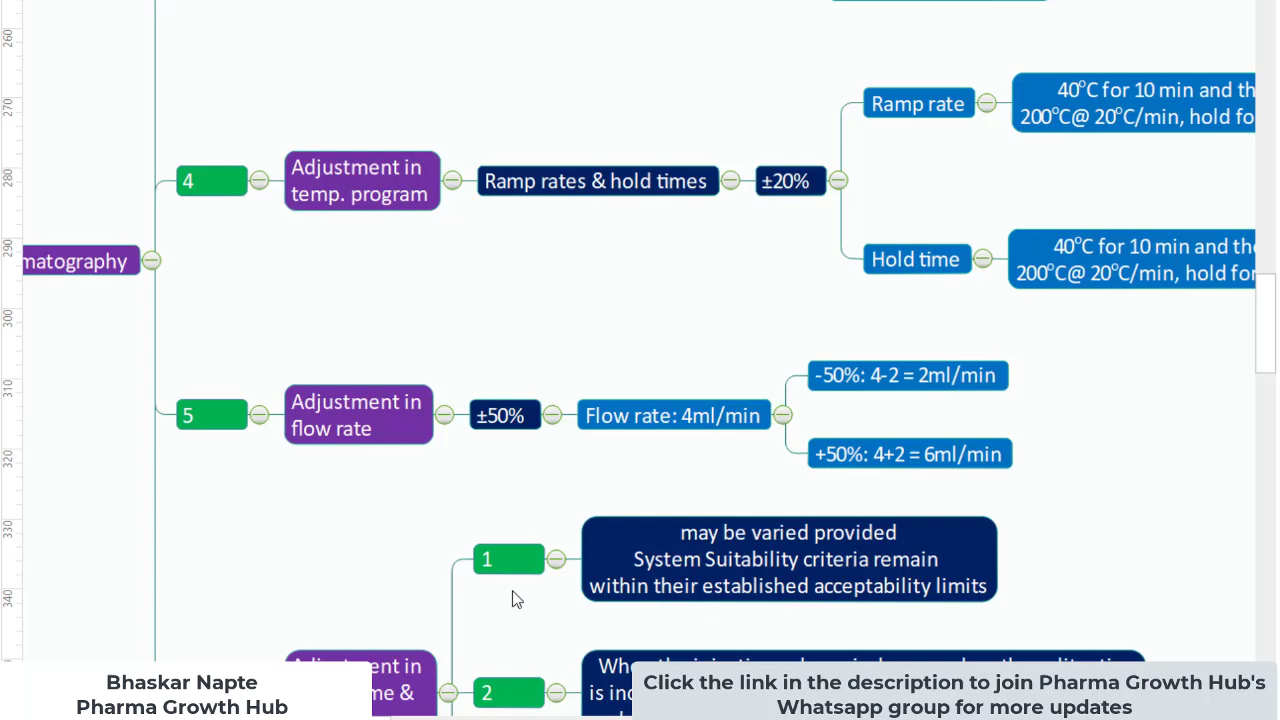 260
270
280
290
300
310
320
330
340
Ramp rate
40°C for 10 min and th
200°C@ 20°C/min, hold fo
4
Adjustment in
temp. program
Ramp rates & hold times
±20%
matography
Hold time
40°C for 10 min and the
200°C@ 20°C/min, hold for
5
Adjustment in
flow rate
±50%
Flow rate: 4ml/min
-50%: 4-2 = 2ml/min
+50%: 4+2 = 6ml/min
1
may be varied provided
System Suitability criteria remain
within their established acceptability limits
2
Bhaskar Napte
Pharma Growth Hub
Click the link in the description to join Pharma Growth Hub's
Whatsapp group for more updates